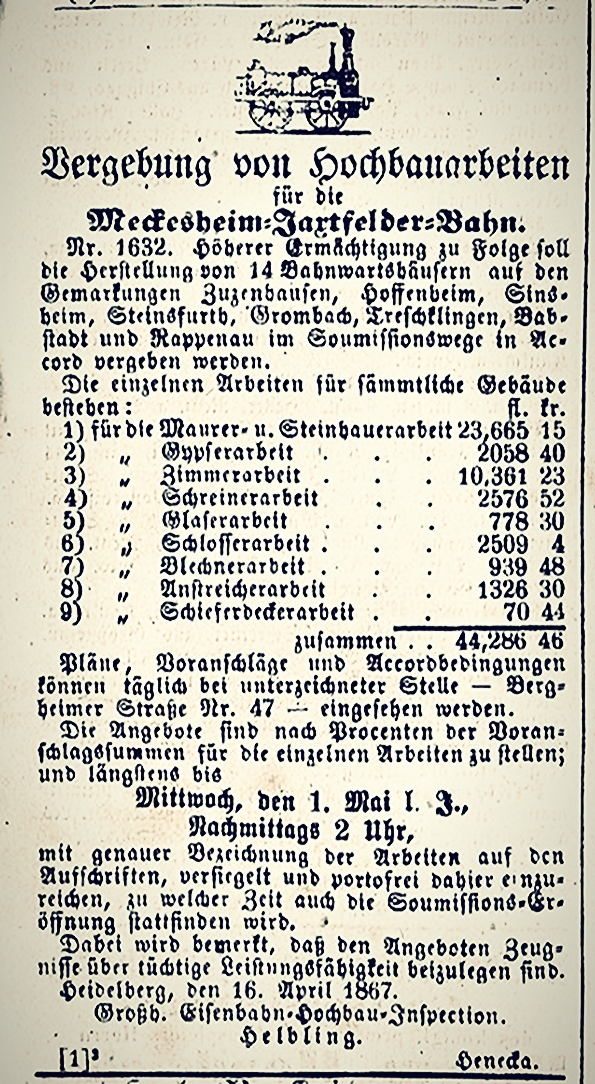 Vergebung von Hochbauarbeiten
für die
Meckesheim-Jaxtfelder-Bahn.
Nr. 1632. Höherer Ermächtigung zu Folge soll
die Herstellung von 14 Bahnwartshäusern auf den
Gemarkungen Zuzenhausen, Hoffenheim, Sins-
heim, Steinsfurth, Grombach, Treschklingen, Bab-
stadt und Rappenau im Soumissionswege in Ac-
cord vergeben werden.
Die einzelnen Arbeiten für sämmtliche Gebäude
bestehen: fl. kr.
1) für die Maurer- u. Steinhauerarbeit 23,665 15
2) „ Gypserarbeit . . . 2058 40
3) „ Zimmerarbeit . . . 10,361 23
4) „ Schreinerarbeit . . 2576 52
5) „ Glaserarbeit . . . 778 30
6) „ Schlosserarbeit . . . 2509 4
7) „ Blechnerarbeit . . . 939 48
8) „ Anstreicherarbeit . . 1326 30
9) „ Schieferdeckerarbeit . . 70 44
zusammen . . 44,286 46
Pläne, Voranschläge und Accordbedingungen
können täglich bei unterzeichneter Stelle — Berg-
heimer Straße Nr. 47 — eingesehen werden.
Die Angebote sind nach Procenten der Voran-
schlagssummen für die einzelnen Arbeiten zu stellen;
und längstens bis
Mittwoch, den 1. Mai l. J.,
Nachmittags 2 Uhr,
mit genauer Bezeichnung der Arbeiten auf den
Aufschriften, versiegelt und portofrei dahier einzu-
reichen, zu welcher Zeit auch die Soumissions-Er-
öffnung stattfinden wird.
Dabei wird bemerkt, daß den Angeboten Zeug-
nisse über tüchtige Leistungsfähigkeit beizulegen sind.
Heidelberg, den 16. April 1867.
Großh. Eisenbahn-Hochbau-Inspection.
Helbling.
[1]³ Henecka.